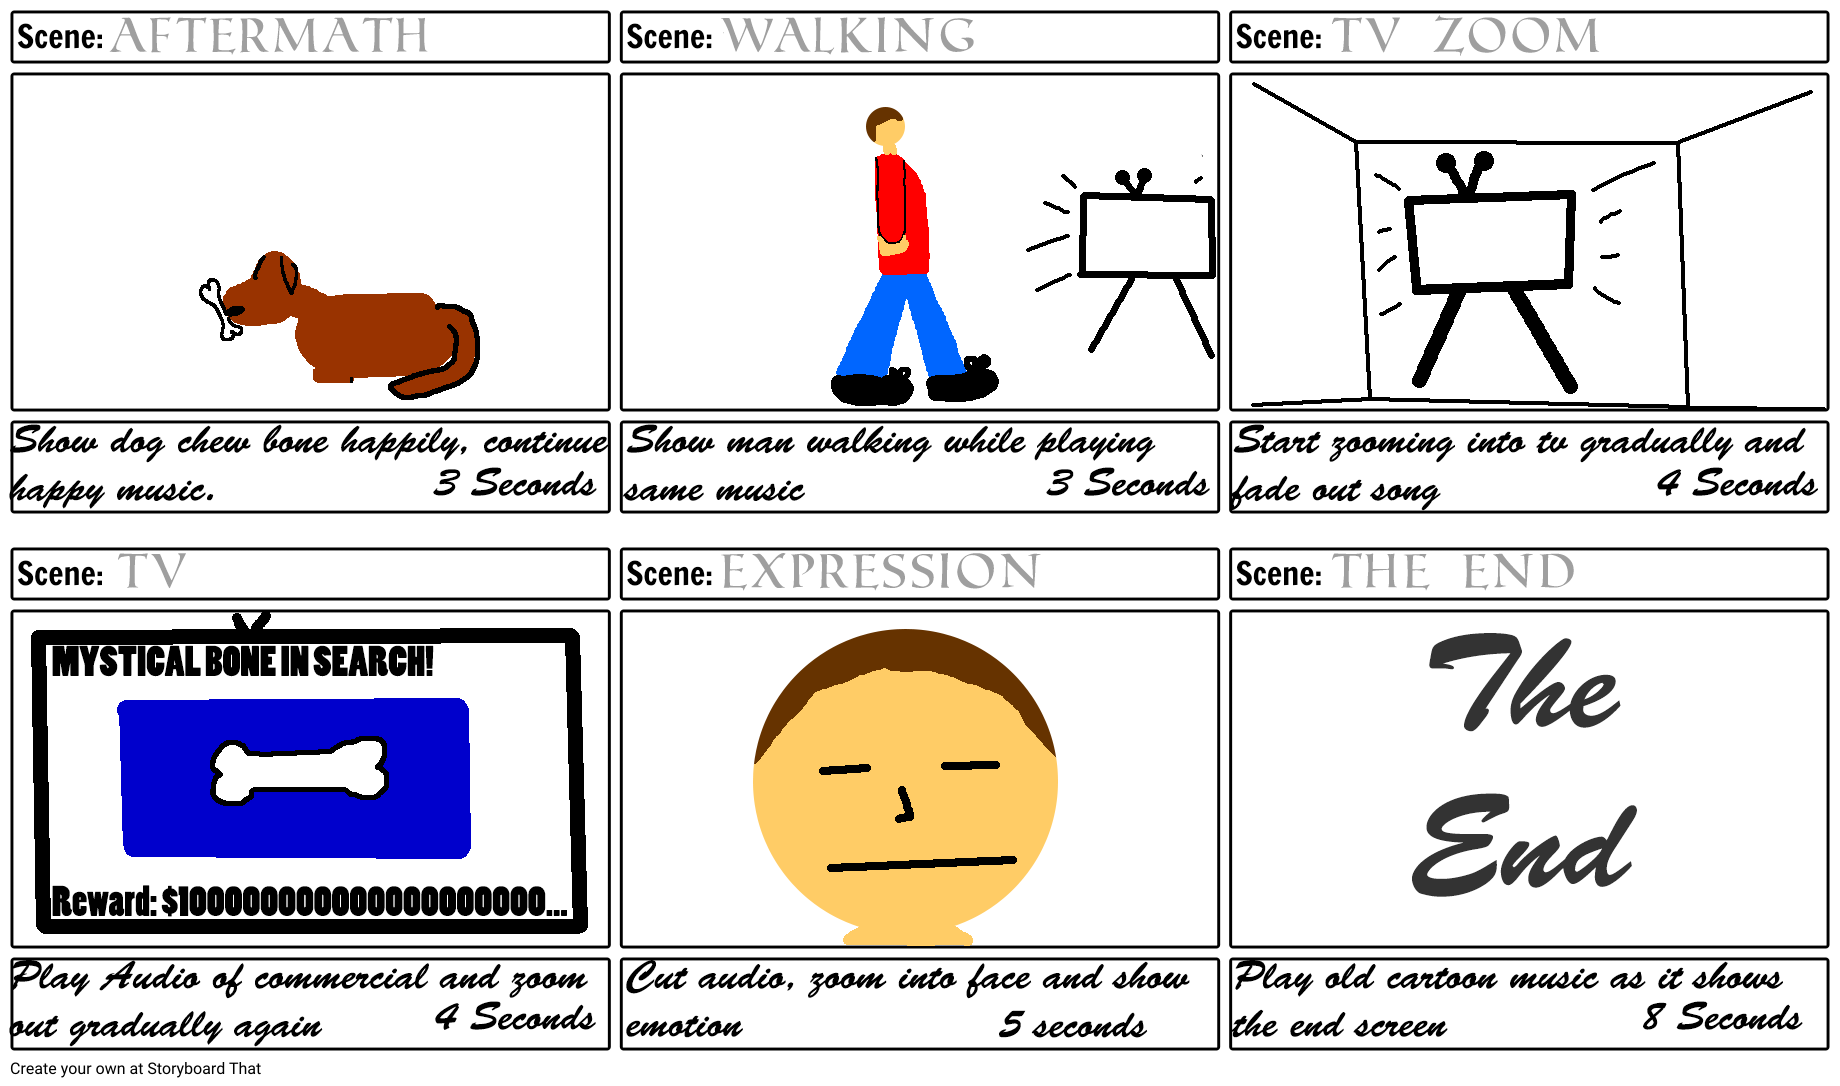 Scene: AFTERMATH
Show dog chew bone happily, continue
happy music.
3 Seconds
Scene: WALKING
Show man walking while playing
same music
3 Seconds
Scene: TV ZOOM
Start zooming into tv gradually and
fade out song
4 Seconds
Scene: TV
MYSTICAL BONE IN SEARCH!
Reward: $1000000000000000000000...
Play Audio of commercial and zoom
out gradually again
4 Seconds
Scene: EXPRESSION
Cut audio, zoom into face and show
emotion
5 seconds
Scene: THE END
The
End
Play old cartoon music as it shows
the end screen
8 Seconds
Create your own at Storyboard That